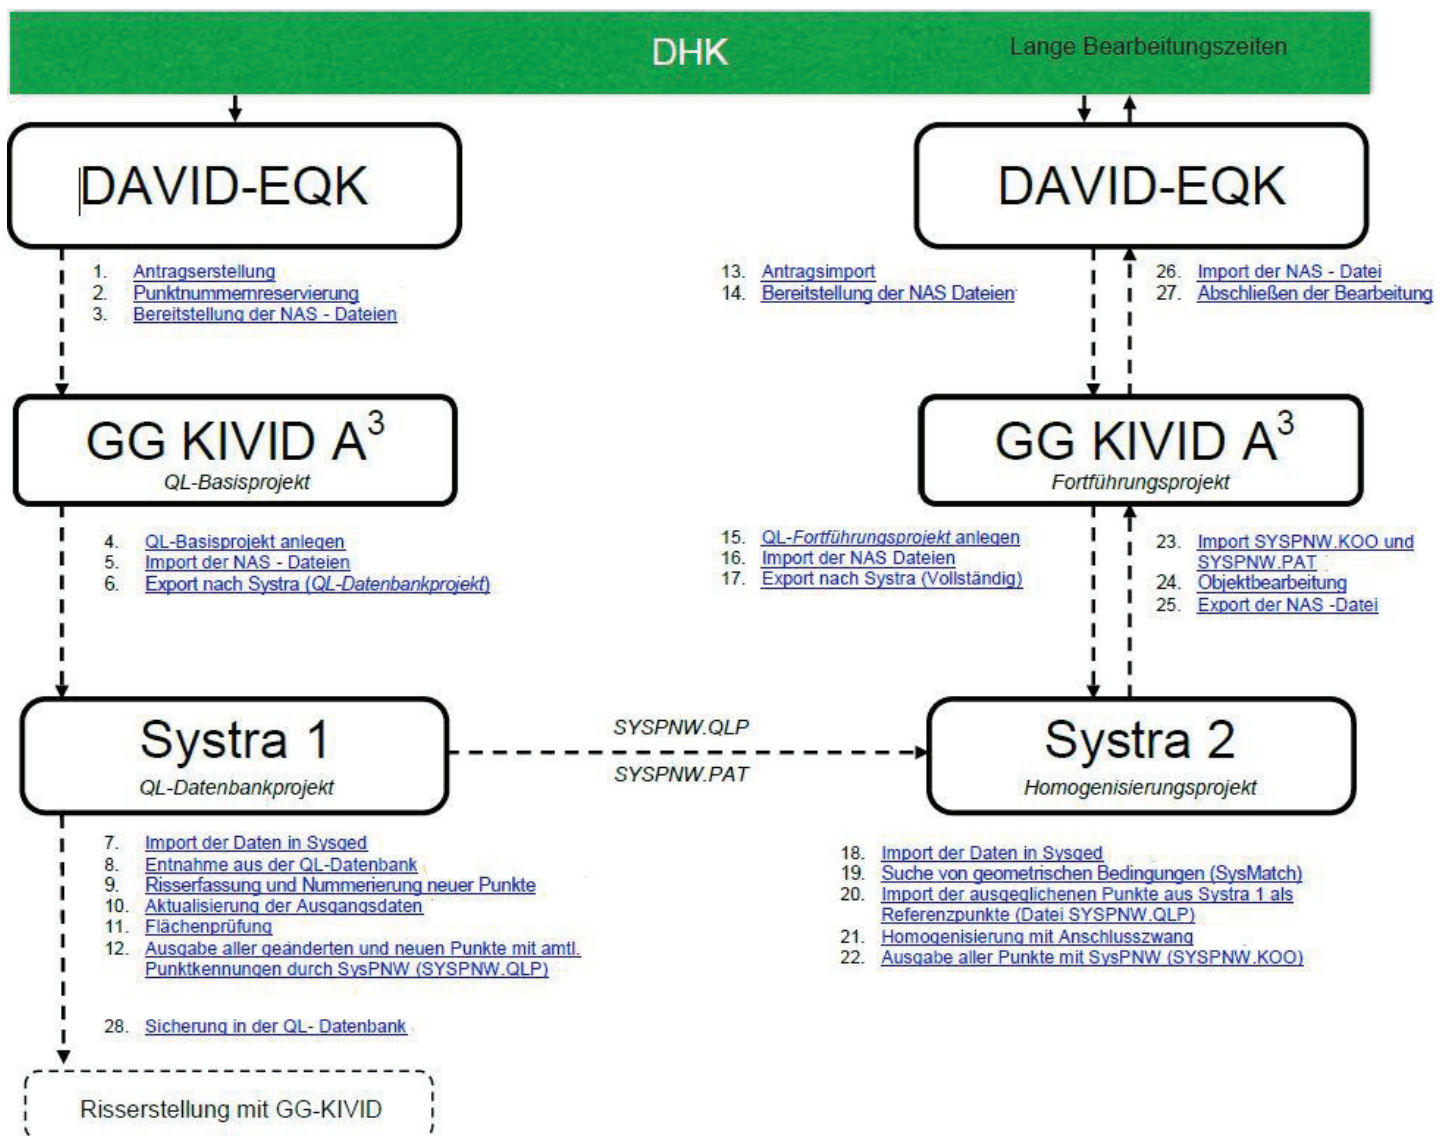 DHK
Lange Bearbeitungszeiten
DAVID-EQK
1. Antragserstellung
2. Punktnummernreservierung
3. Bereitstellung der NAS - Dateien
GG KIVID A³
QL-Basisprojekt
4. QL-Basisprojekt anlegen
5. Import der NAS - Dateien
6. Export nach Systra (QL-Datenbankprojekt)
Systra 1
QL-Datenbankprojekt
7. Import der Daten in Sysged
8. Entnahme aus der QL-Datenbank
9. Risserfassung und Nummerierung neuer Punkte
10. Aktualisierung der Ausgangsdaten
11. Flächenprüfung
12. Ausgabe aller geänderten und neuen Punkte mit amtl.
Punktkennungen durch SysPNW (SYSPNW.QLP)
28. Sicherung in der QL- Datenbank
Risserstellung mit GG-KIVID
SYSPNW.QLP
SYSPNW.PAT
DAVID-EQK
13. Antragsimport
14. Bereitstellung der NAS Dateien
26. Import der NAS - Datei
27. Abschließen der Bearbeitung
GG KIVID A³
Fortführungsprojekt
15. QL-Fortführungsprojekt anlegen
16. Import der NAS Dateien
17. Export nach Systra (Vollständig)
23. Import SYSPNW.KOO und
SYSPNW.PAT
24. Objektbearbeitung
25. Export der NAS -Datei
Systra 2
Homogenisierungsprojekt
18. Import der Daten in Sysged
19. Suche von geometrischen Bedingungen (SysMatch)
20. Import der ausgeglichenen Punkte aus Systra 1 als
Referenzpunkte (Datei SYSPNW.QLP)
21. Homogenisierung mit Anschlusszwang
22. Ausgabe aller Punkte mit SysPNW (SYSPNW.KOO)